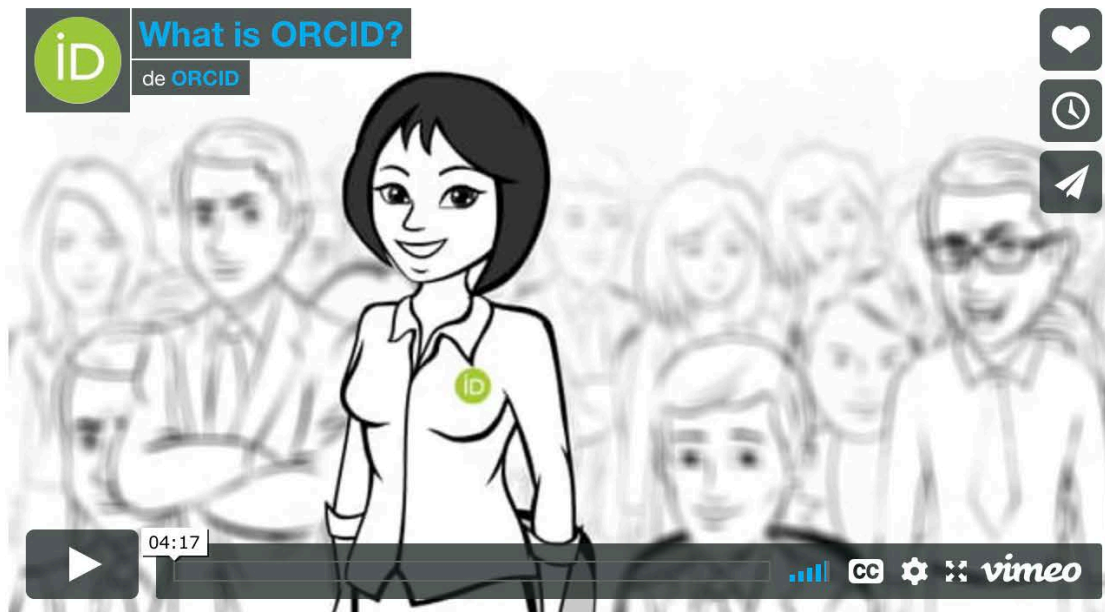 iD
What is ORCID?
de ORCID
iD
04:17
CC
vimeo